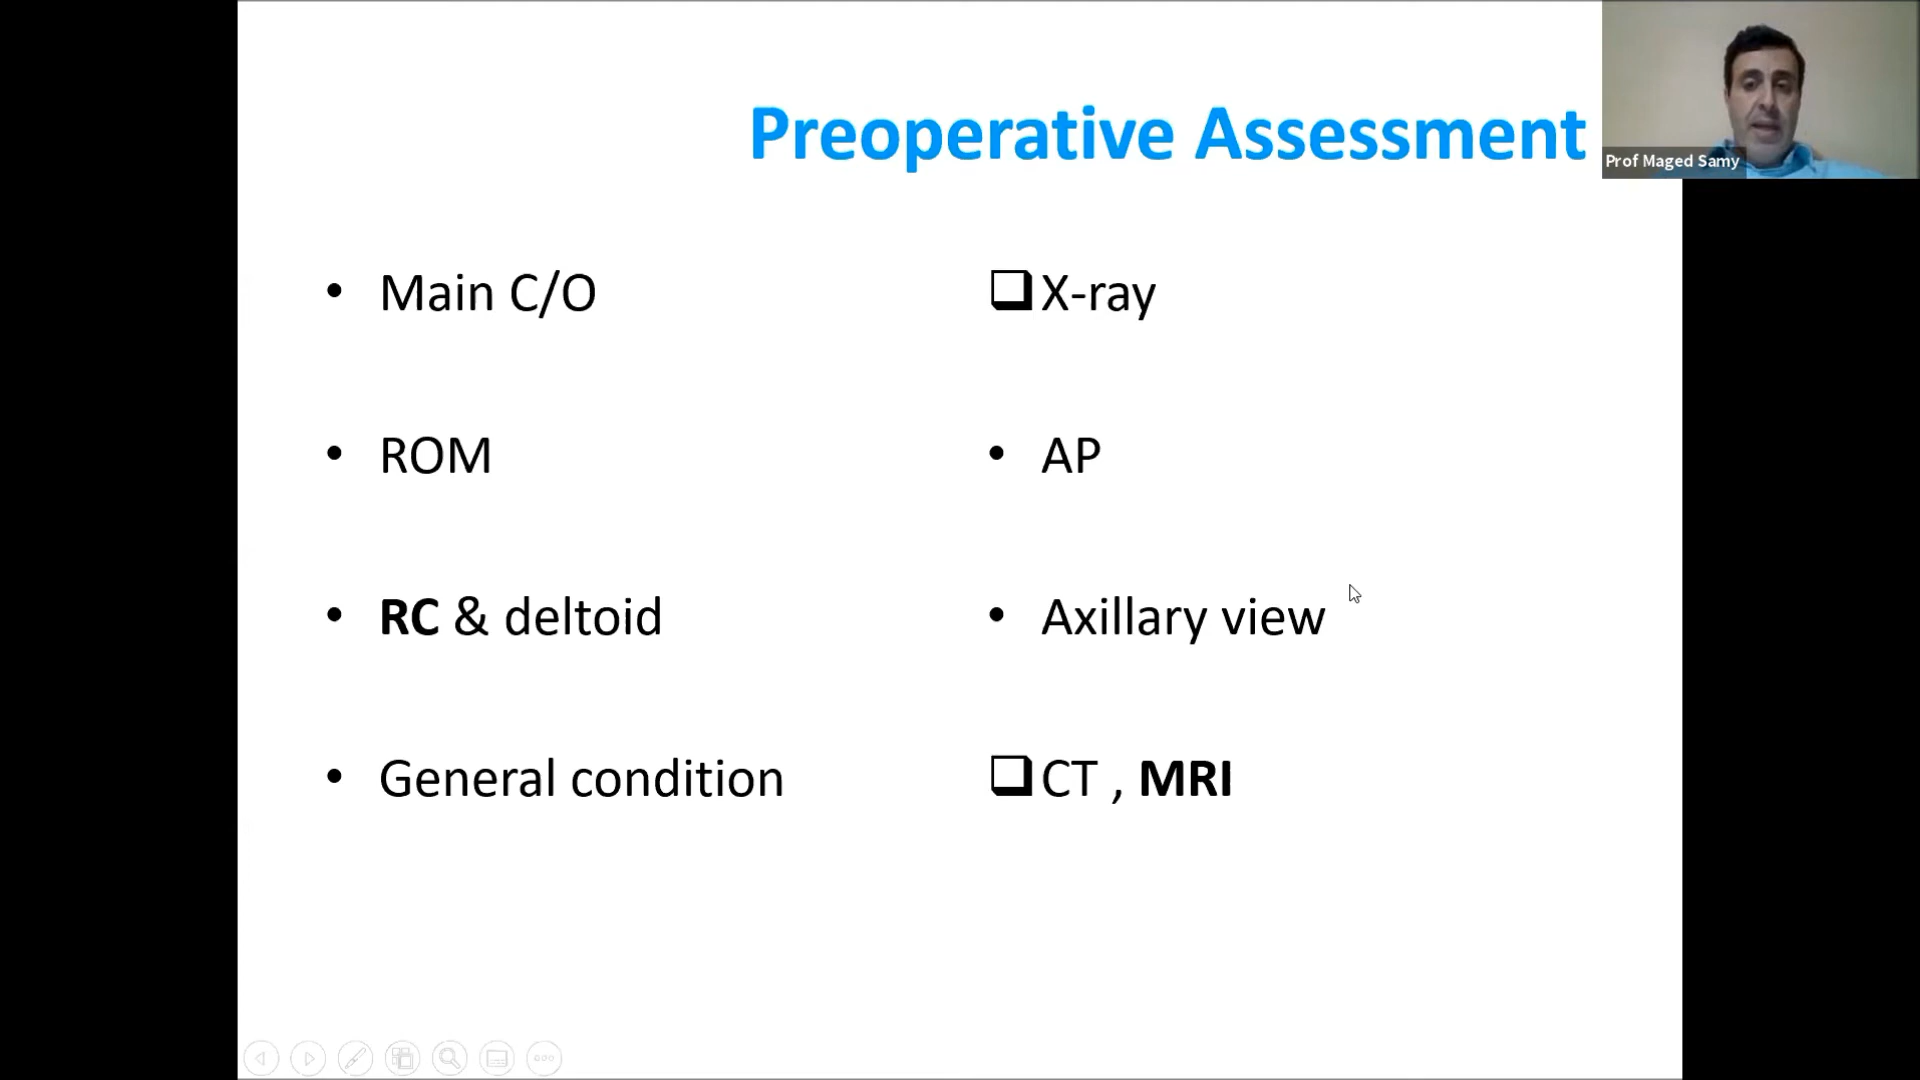 Preoperative Assessment
Prof Maged Samy
• Main C/O
• ROM
• RC & deltoid
• General condition
❑ X-ray
• AP
• Axillary view
❑ CT , MRI